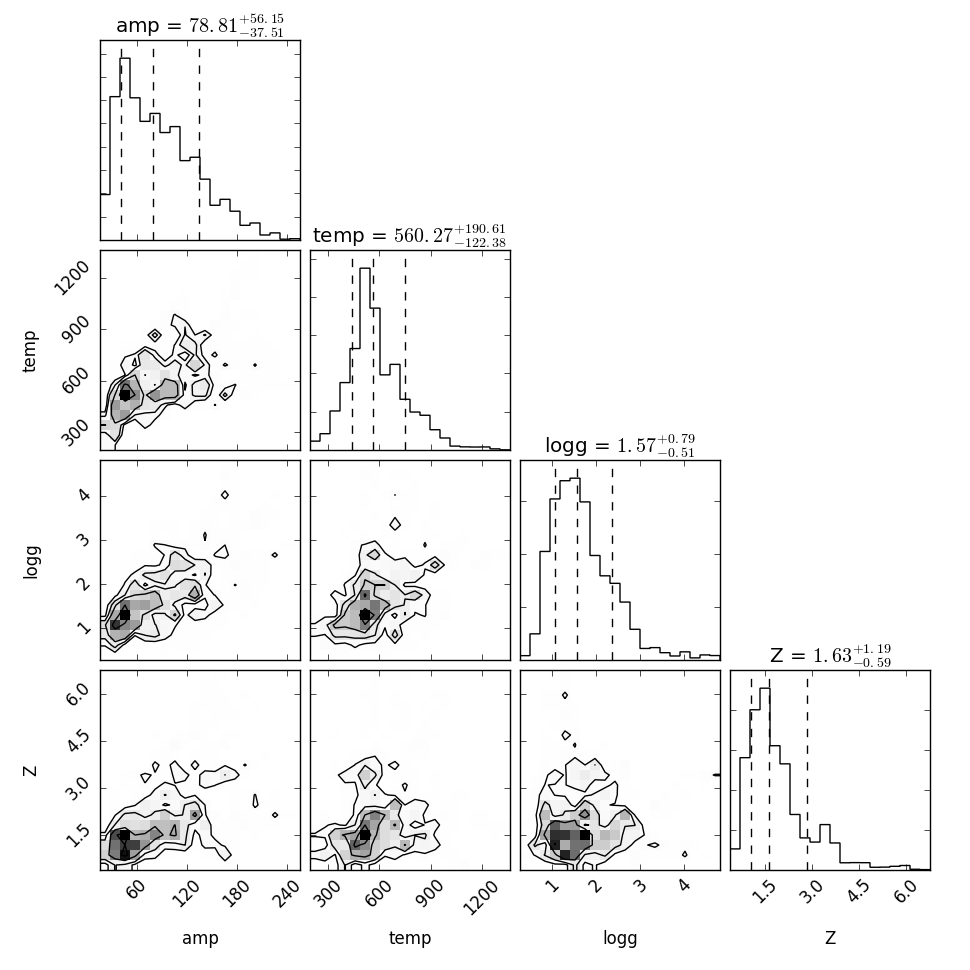 amp = 78.81^{+56.15}_{-37.51}
temp = 560.27^{+190.61}_{-122.38}
1200
900
600
300
temp
logg = 1.57^{+0.79}_{-0.51}
4
3
2
1
logg
Z = 1.63^{+1.19}_{-0.59}
6.0
4.5
3.0
1.5
Z
60 120 180 240
300 600 900 1200
1 2 3 4
1.5 3.0 4.5 6.0
amp temp logg Z